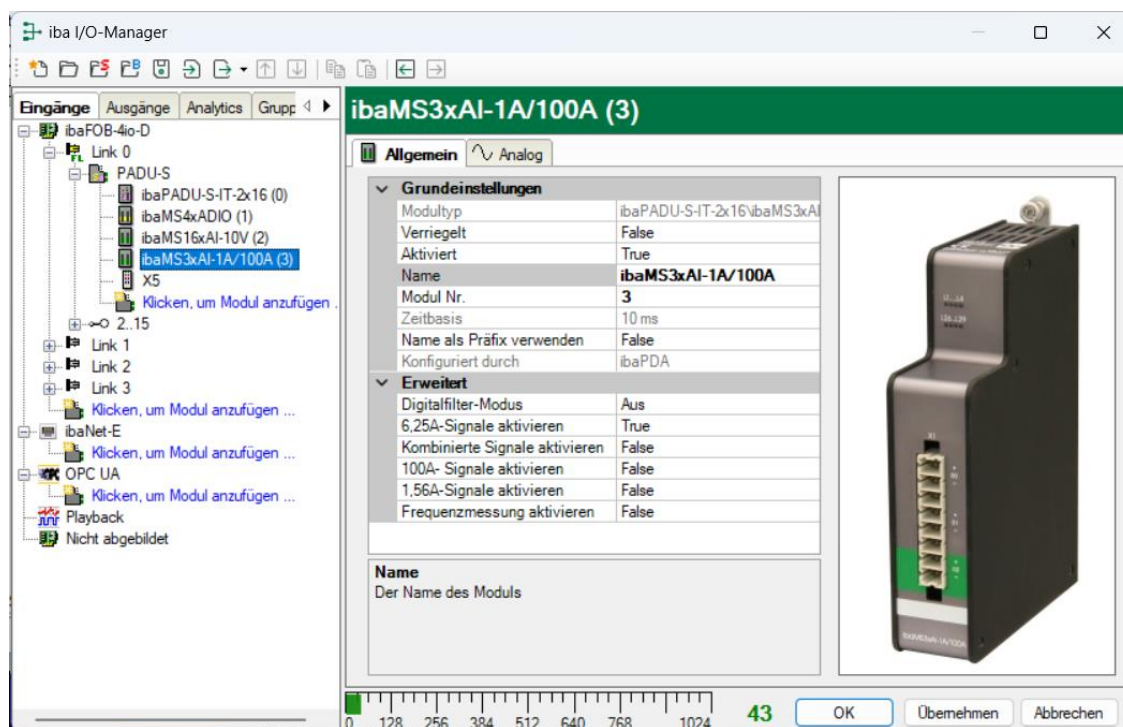 iba I/O-Manager
Eingänge Ausgänge Analytics Grupp
ibaFOB-4io-D
Link 0
PADU-S
ibaPADU-S-IT-2x16 (0)
ibaMS4xADIO (1)
ibaMS16xAI-10V (2)
ibaMS3xAI-1A/100A (3)
X5
Klicken, um Modul anzufügen .
2..15
Link 1
Link 2
Link 3
Klicken, um Modul anzufügen ...
ibaNet-E
Klicken, um Modul anzufügen ...
OPC UA
Klicken, um Modul anzufügen ...
Playback
Nicht abgebildet
ibaMS3xAI-1A/100A (3)
Allgemein Analog
Grundeinstellungen
Modultyp ibaPADU-S-IT-2x16\ibaMS3xAI
Verriegelt False
Aktiviert True
Name ibaMS3xAI-1A/100A
Modul Nr. 3
Zeitbasis 10 ms
Name als Präfix verwenden False
Konfiguriert durch ibaPDA
Erweitert
Digitalfilter-Modus Aus
6,25A-Signale aktivieren True
Kombinierte Signale aktivieren False
100A- Signale aktivieren False
1,56A-Signale aktivieren False
Frequenzmessung aktivieren False
Name
Der Name des Moduls
X1
ibaMS3xAI-1A/100A
0 128 256 384 512 640 768 1024
43
OK Übernehmen Abbrechen